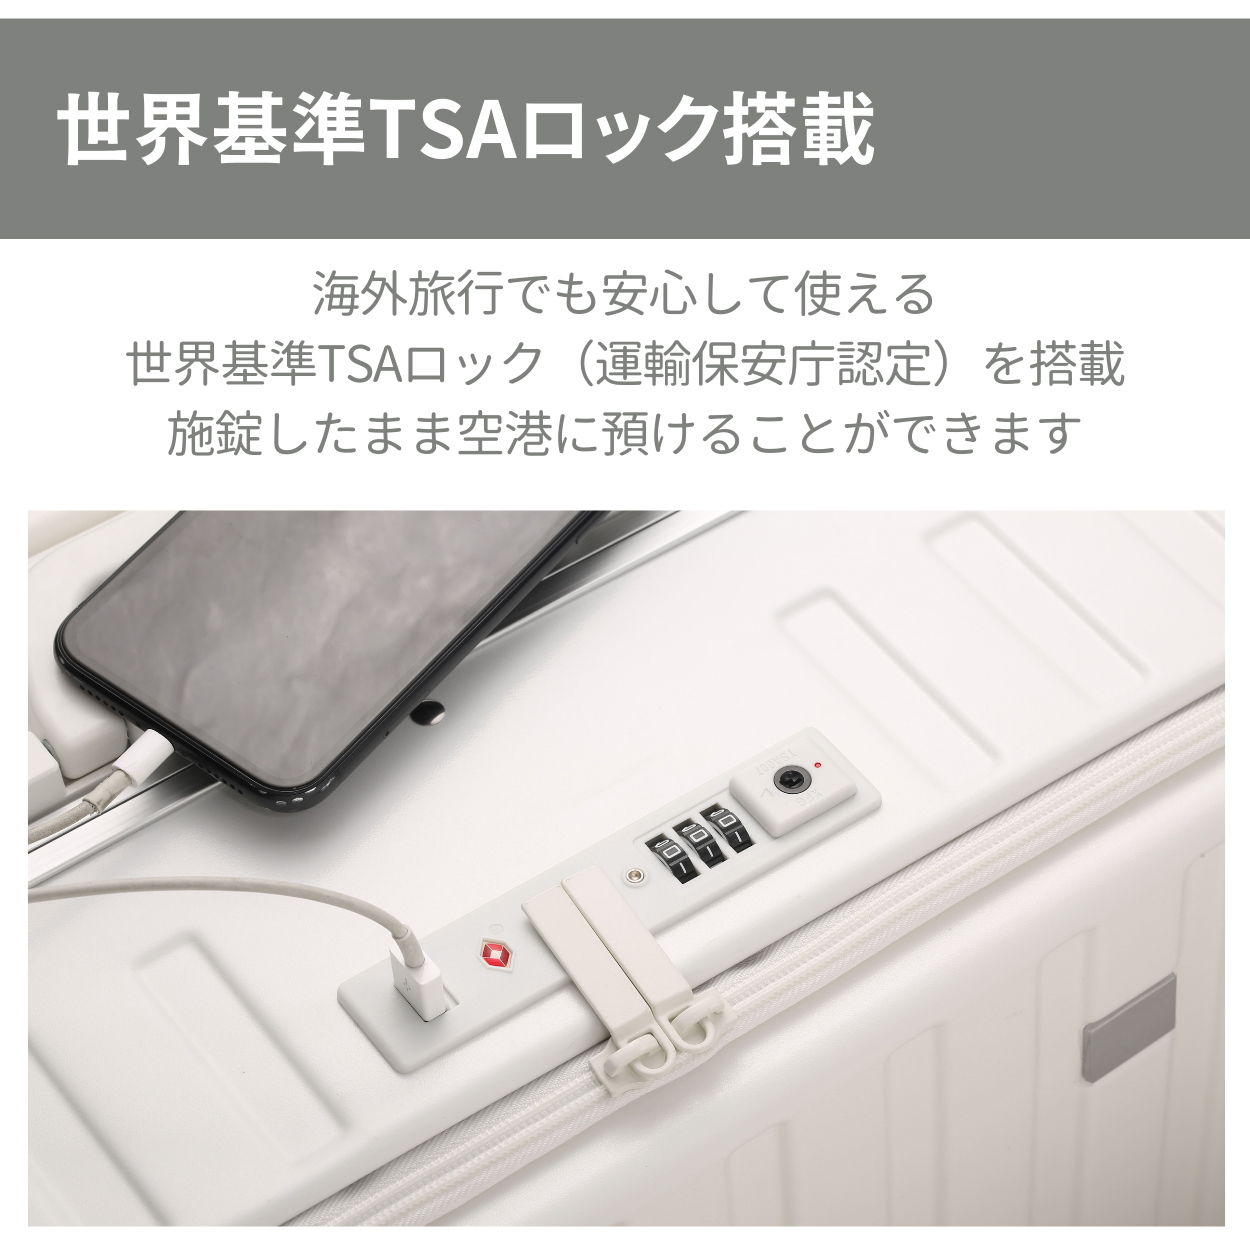 世界基準TSAロック搭載
海外旅行でも安心して使える
世界基準TSAロック（運輸保安庁認定）を搭載
施錠したまま空港に預けることができます